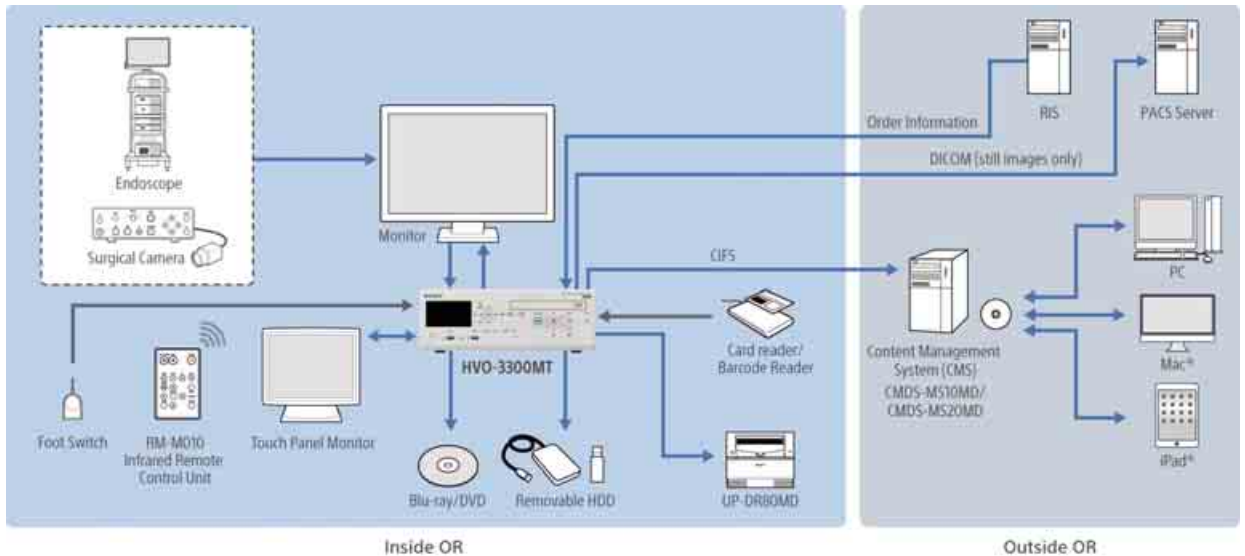 Endoscope
Surgical Camera
Monitor
Order Information
RIS
PACS Server
DICOM (still images only)
CIFS
PC
Mac®
iPad®
Content Management
System (CMS)
CMDS-MS10MD/
CMDS-MS20MD
Card reader/
Barcode Reader
HVO-3300MT
Foot Switch
RM-M010
Infrared Remote
Control Unit
Touch Panel Monitor
Blu-ray/DVD
Removable HDD
UP-DR80MD
Inside OR
Outside OR